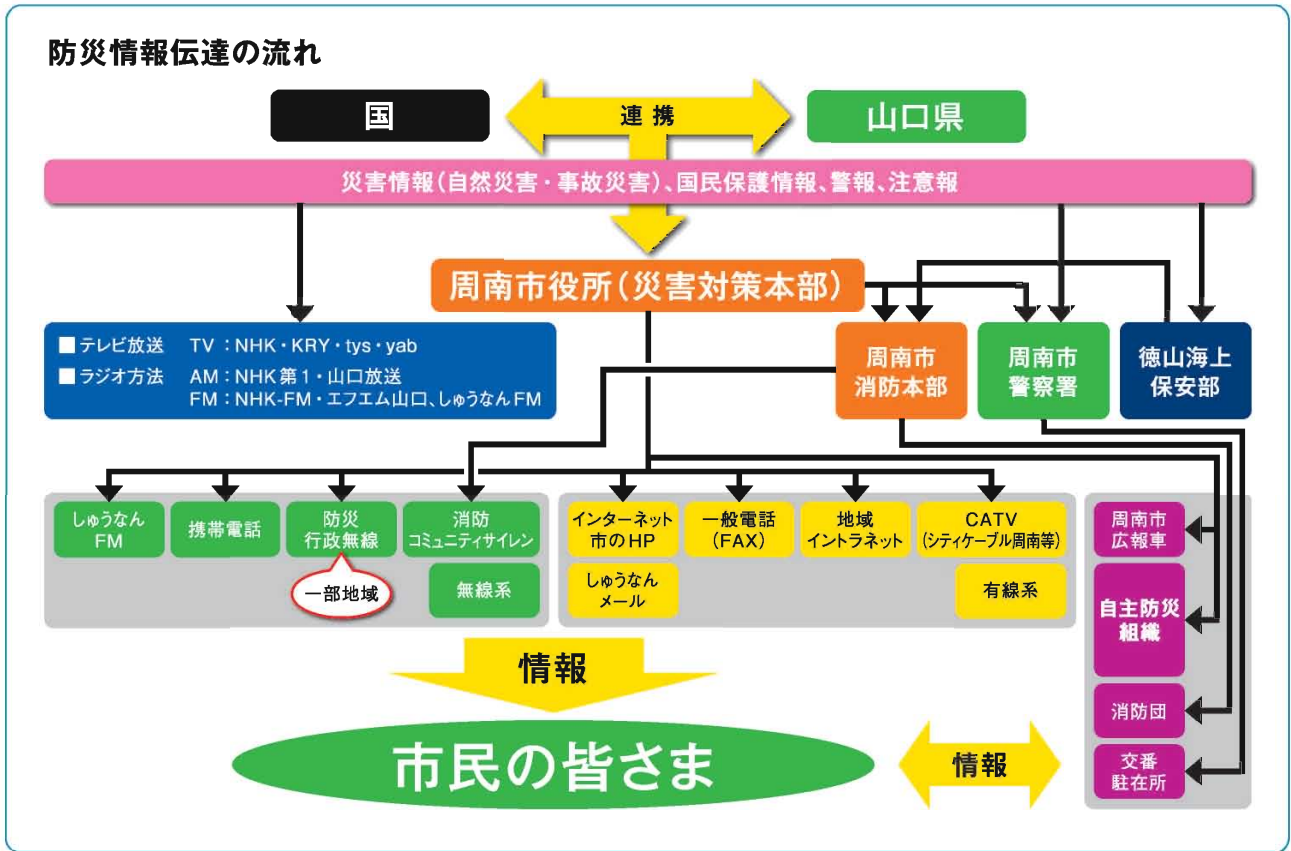 防災情報伝達の流れ
国
連携
山口県
災害情報(自然災害・事故災害)、国民保護情報、警報、注意報
周南市役所(災害対策本部)
■テレビ放送 TV:NHK・KRY・tys・yab
■ラジオ方法 AM:NHK第1・山口放送
FM:NHK-FM・エフエム山口、しゅうなんFM
周南市
消防本部
周南市
警察署
徳山海上
保安部
しゅうなん
FM
携帯電話
防災
行政無線
一部地域
消防
コミュニティサイレン
無線系
インターネット
市のHP
一般電話
(FAX)
地域
イントラネット
CATV
(シティケーブル周南等)
しゅうなん
メール
有線系
周南市
広報車
自主防災
組織
消防団
交番
駐在所
情報
市民の皆さま
情報